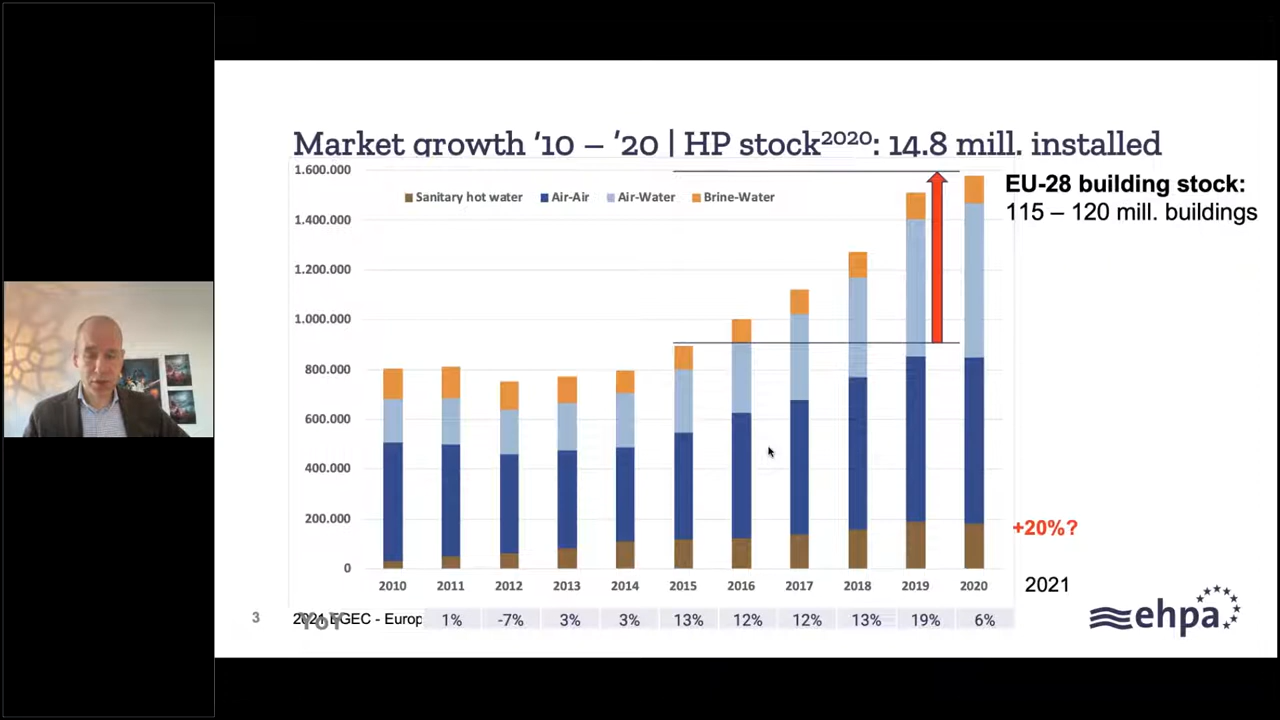 Market growth ‘10 – ’20 | HP stock²⁰²⁰: 14.8 mill. installed
1.600.000
EU-28 building stock:
Sanitary hot water Air-Air Air-Water Brine-Water
115 – 120 mill. buildings
1.400.000
1.200.000
1.000.000
800.000
600.000
400.000
200.000
+20%?
0
2010 2011 2012 2013 2014 2015 2016 2017 2018 2019 2020 2021
3 2021 EGEC - Europ YoY 1% -7% 3% 3% 13% 12% 12% 13% 19% 6%
ehpa